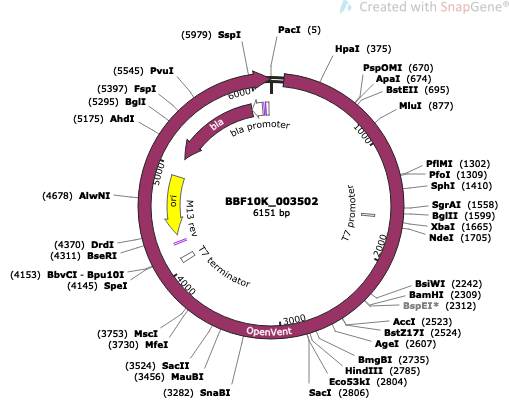 Created with SnapGene®
PacI (5)
(5979) SspI
HpaI (375)
PspOMI (670)
ApaI (674)
BstEII (695)
MluI (877)
(5545) PvuI
(5397) FspI
(5295) BglI
(5175) AhdI
6000
1000
bla
bla promoter
PflMI (1302)
PfoI (1309)
SphI (1410)
SgrAI (1558)
BglII (1599)
XbaI (1665)
NdeI (1705)
5000
(4678) AlwNI
ori
M13 rev
BBF10K_003502
6151 bp
T7 promoter
2000
(4370) DrdI
(4311) BseRI
(4153) BbvCI - Bpu10I
(4145) SpeI
T7 terminator
4000
BsiWI (2242)
BamHI (2309)
BspEI* (2312)
AccI (2523)
BstZ17I (2524)
AgeI (2607)
3000
OpenVent
(3753) MscI
(3730) MfeI
(3524) SacII
(3456) MauBI
(3282) SnaBI
BmgBI (2735)
HindIII (2785)
Eco53kI (2804)
SacI (2806)